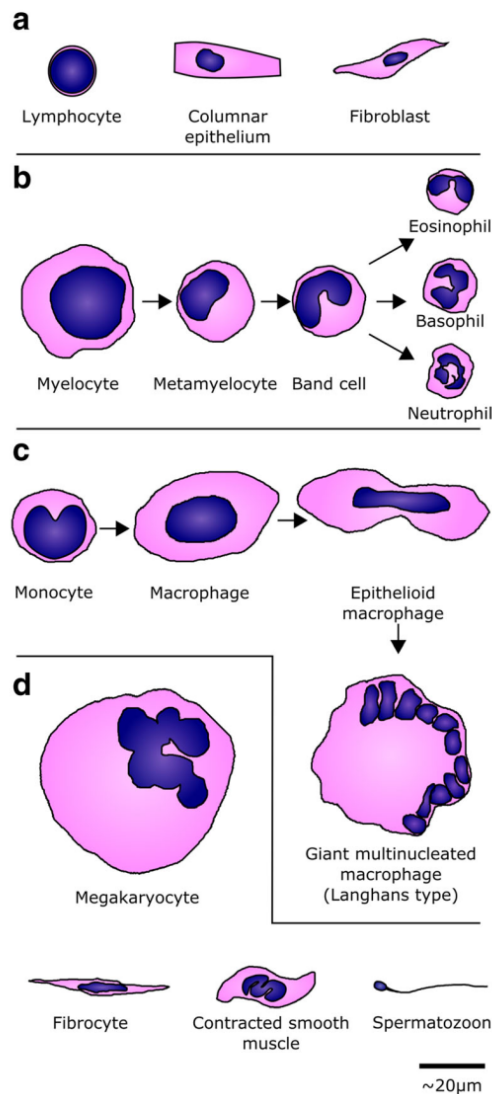 a
Lymphocyte
Columnar
epithelium
Fibroblast
b
Myelocyte
Metamyelocyte
Band cell
Eosinophil
Basophil
Neutrophil
c
Monocyte
Macrophage
Epithelioid
macrophage
d
Megakaryocyte
Giant multinucleated
macrophage
(Langhans type)
Fibrocyte
Contracted smooth
muscle
Spermatozoon
~20µm